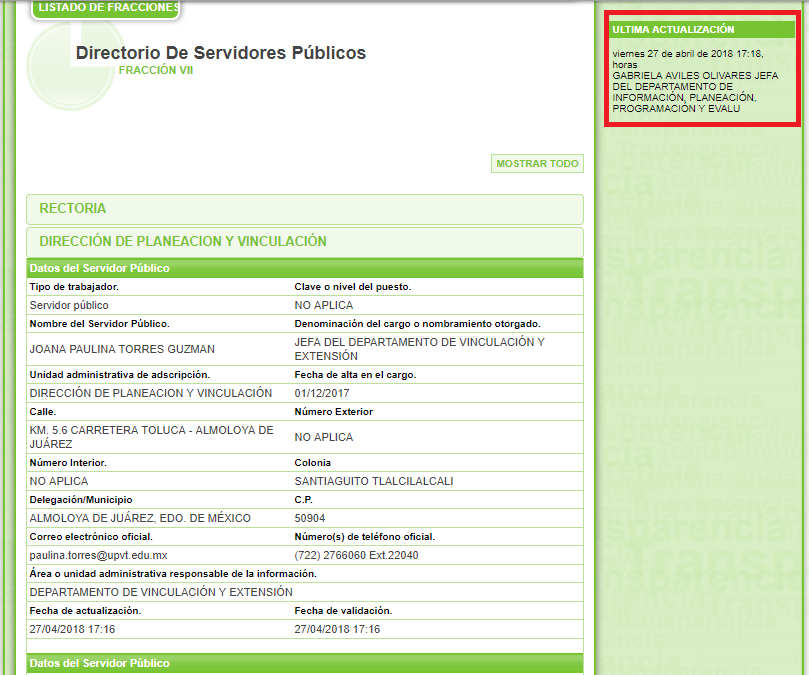 LISTADO DE FRACCIONES
Directorio De Servidores Públicos
FRACCIÓN VII
MOSTRAR TODO
RECTORIA
DIRECCIÓN DE PLANEACION Y VINCULACIÓN
Datos del Servidor Público
Tipo de trabajador. Clave o nivel del puesto.
Servidor público NO APLICA
Nombre del Servidor Público. Denominación del cargo o nombramiento otorgado.
JOANA PAULINA TORRES GUZMAN JEFA DEL DEPARTAMENTO DE VINCULACIÓN Y
EXTENSIÓN
Unidad administrativa de adscripción. Fecha de alta en el cargo.
DIRECCIÓN DE PLANEACION Y VINCULACIÓN 01/12/2017
Calle. Número Exterior
KM. 5.6 CARRETERA TOLUCA - ALMOLOYA DE
JUÁREZ NO APLICA
Número Interior. Colonia
NO APLICA SANTIAGUITO TLALCILALCALI
Delegación/Municipio C.P.
ALMOLOYA DE JUÁREZ, EDO. DE MÉXICO 50904
Correo electrónico oficial. Número(s) de teléfono oficial.
paulina.torres@upvt.edu.mx (722) 2766060 Ext.22040
Área o unidad administrativa responsable de la información.
DEPARTAMENTO DE VINCULACIÓN Y EXTENSIÓN
Fecha de actualización. Fecha de validación.
27/04/2018 17:16 27/04/2018 17:16
Datos del Servidor Público
ULTIMA ACTUALIZACIÓN
viernes 27 de abril de 2018 17:18,
horas
GABRIELA AVILES OLIVARES JEFA
DEL DEPARTAMENTO DE
INFORMACIÓN, PLANEACIÓN,
PROGRAMACIÓN Y EVALU